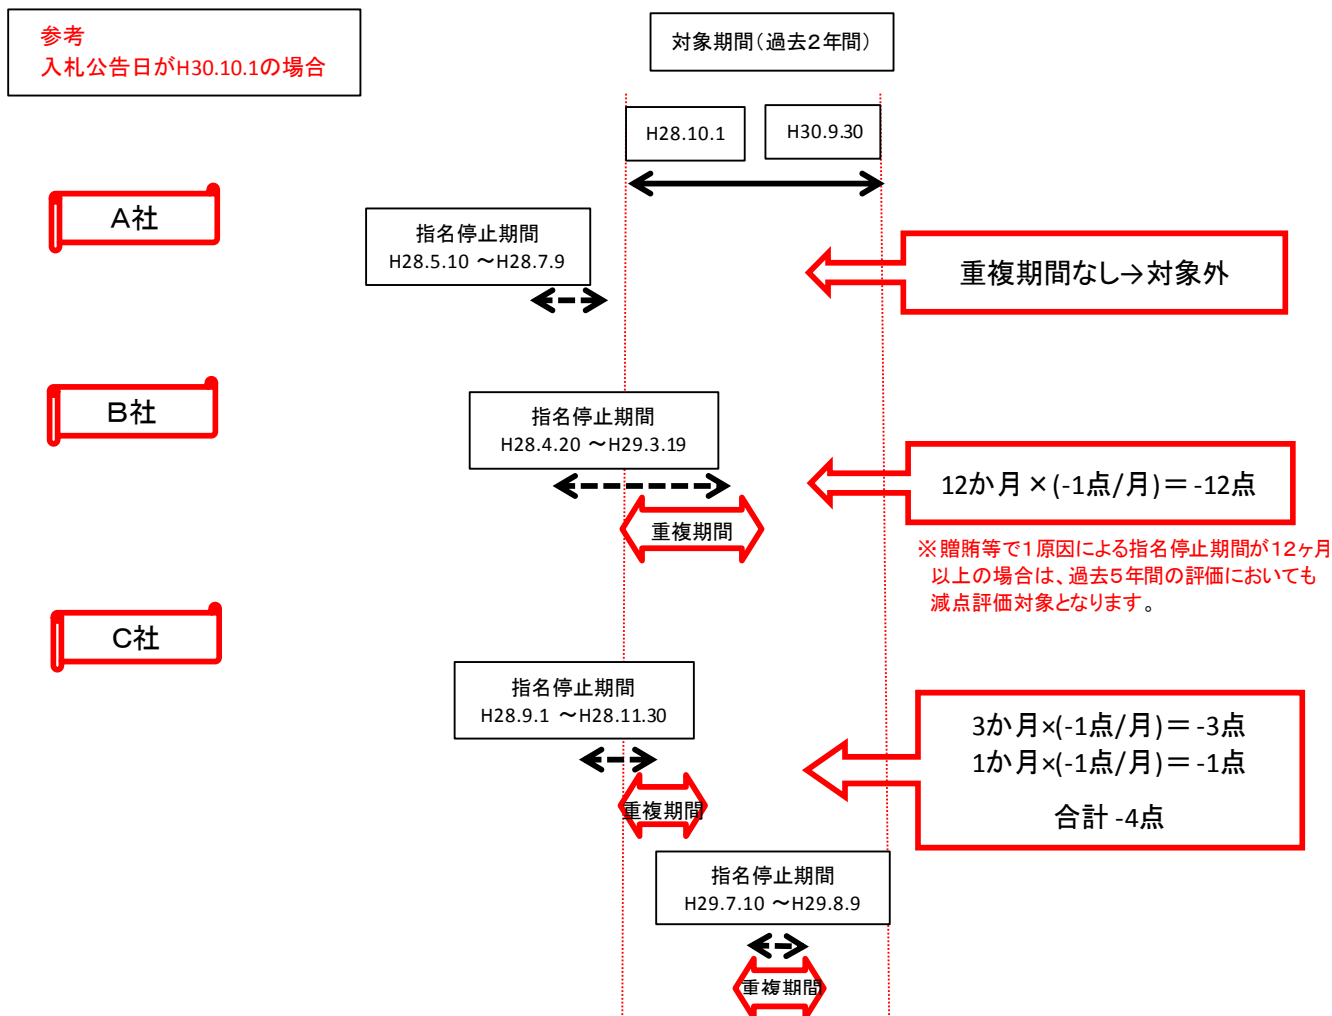 参考
入札公告日がH30.10.1の場合
対象期間（過去２年間）
H28.10.1
H30.9.30
A社
指名停止期間
H28.5.10 ～H28.7.9
重複期間なし→対象外
B社
指名停止期間
H28.4.20 ～H29.3.19
重複期間
12か月×(-1点/月)＝-12点
※贈賄等で１原因による指名停止期間が１２ヶ月
以上の場合は、過去５年間の評価においても
減点評価対象となります。
C社
指名停止期間
H28.9.1 ～H28.11.30
重複期間
3か月×(-1点/月)＝-3点
1か月×(-1点/月)＝-1点
合計 -4点
指名停止期間
H29.7.10 ～H29.8.9
重複期間